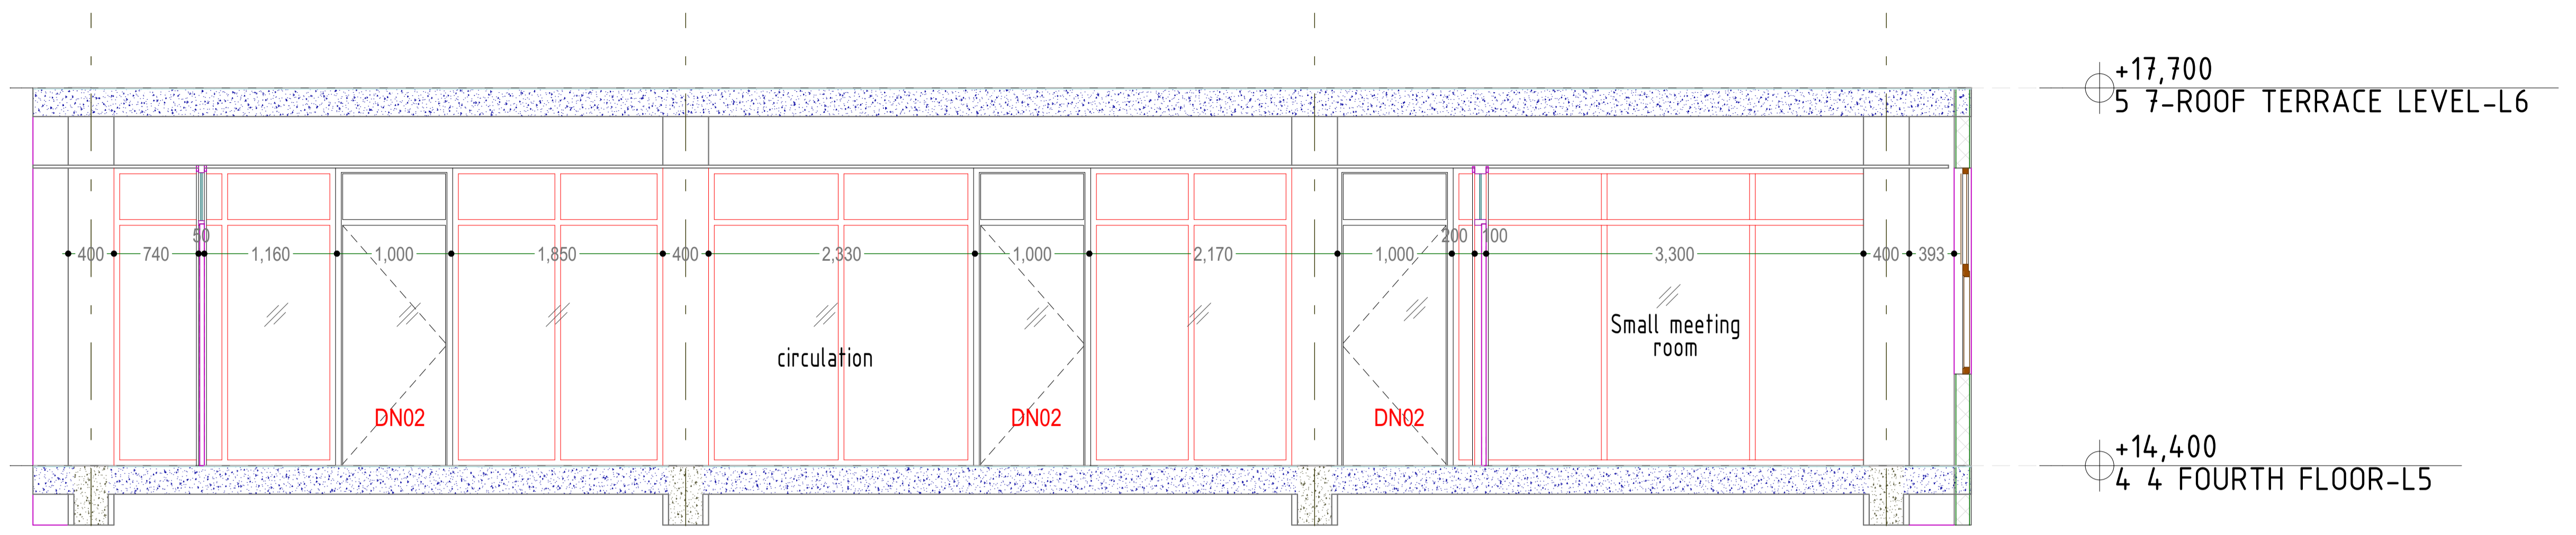 +17,700
5 7-ROOF TERRACE LEVEL-L6
50
200 100
400 740 1,160 1,000 1,850 400 2,330 1,000 2,170 1,000 3,300 400 393
Small meeting
room
circulation
DN02 DN02 DN02
+14,400
4 4 FOURTH FLOOR-L5